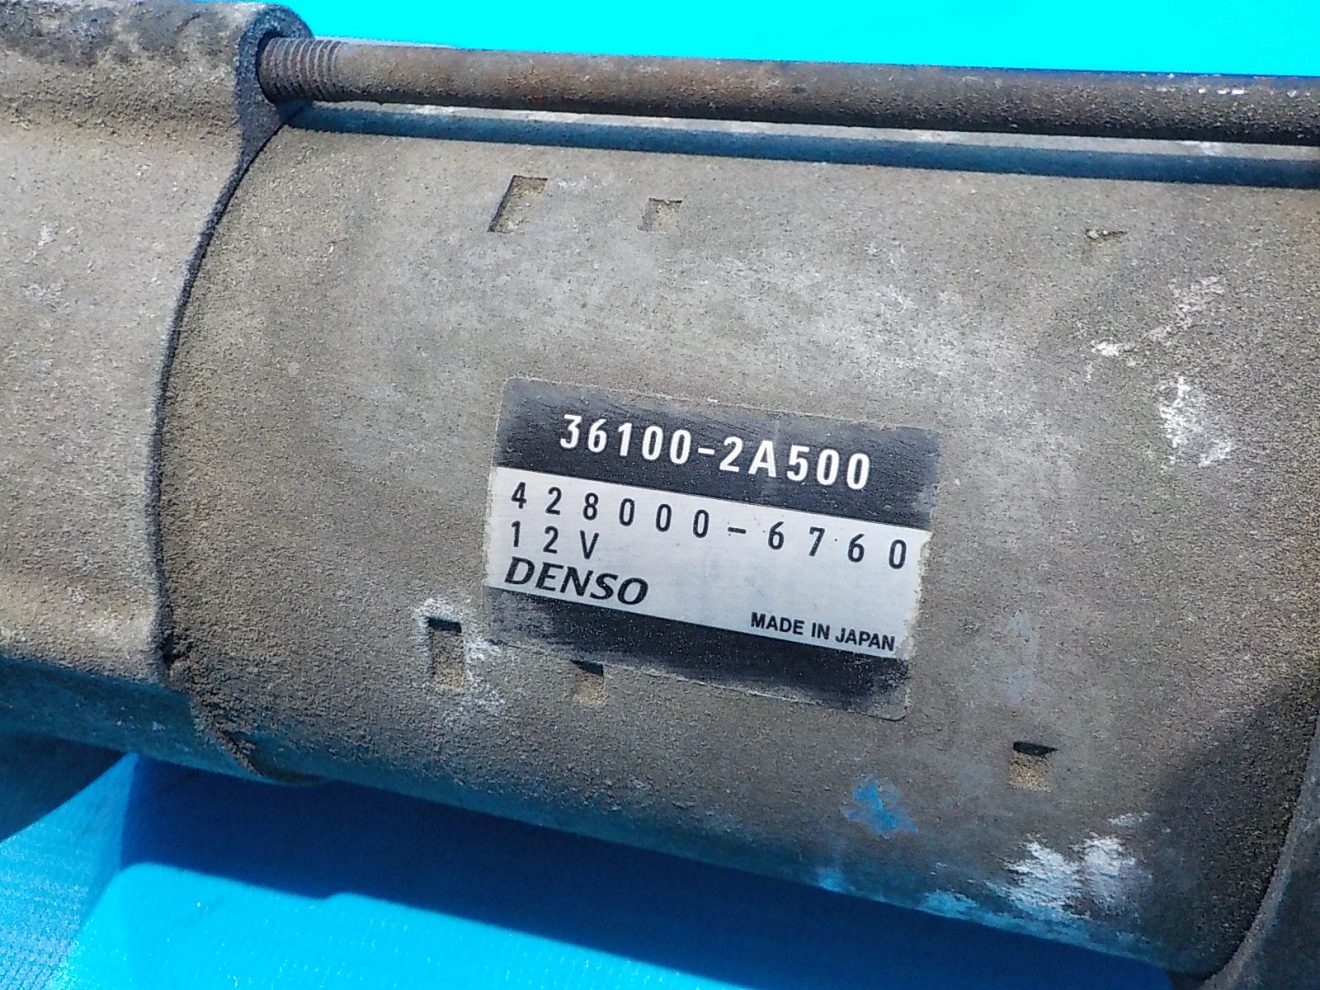 36100-2A500
428000-6760
12V
DENSO
MADE IN JAPAN